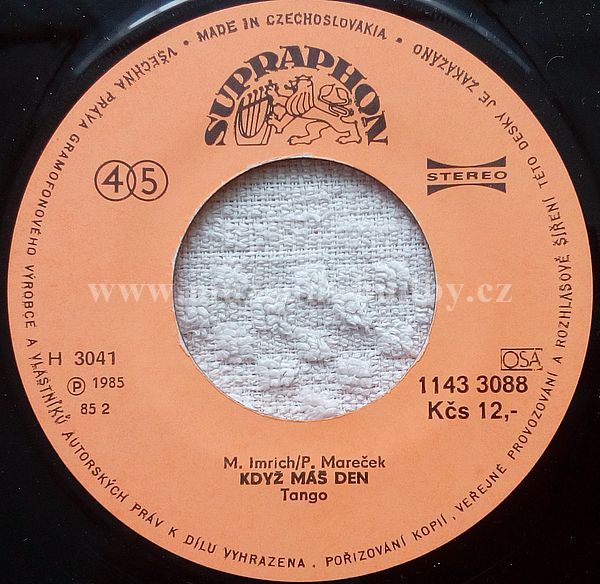 VŠECHNA PRÁVA GRAMOFONOVÉHO VÝROBCE A VLASTNÍKŮ AUTORSKÝCH PRÁV K DÍLU VYHRAZENA . POŘIZOVÁNÍ KOPIÍ, VEŘEJNÉ PROVOZOVÁNÍ A ROZHLASOVÉ ŠÍŘENÍ TÉTO DESKY JE ZAKÁZÁNO
• MADE IN CZECHOSLOVAKIA •
SUPRAPHON
45
STEREO
H 3041
Ⓟ 1985
85 2
OSA
1143 3088
Kčs 12,-
M. Imrich/P. Mareček
KDYŽ MÁŠ DEN
Tango